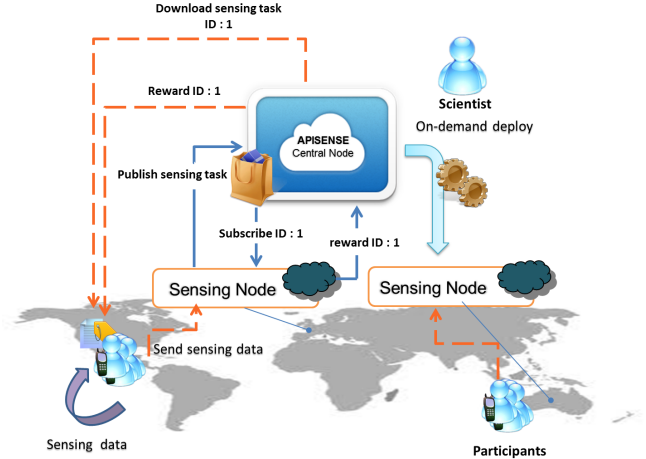 Download sensing task
ID : 1
Reward ID : 1
APISENSE
Central Node
Scientist
On-demand deploy
Publish sensing task
Subscribe ID : 1
reward ID : 1
Sensing Node
Sensing Node
Send sensing data
Sensing data
Participants